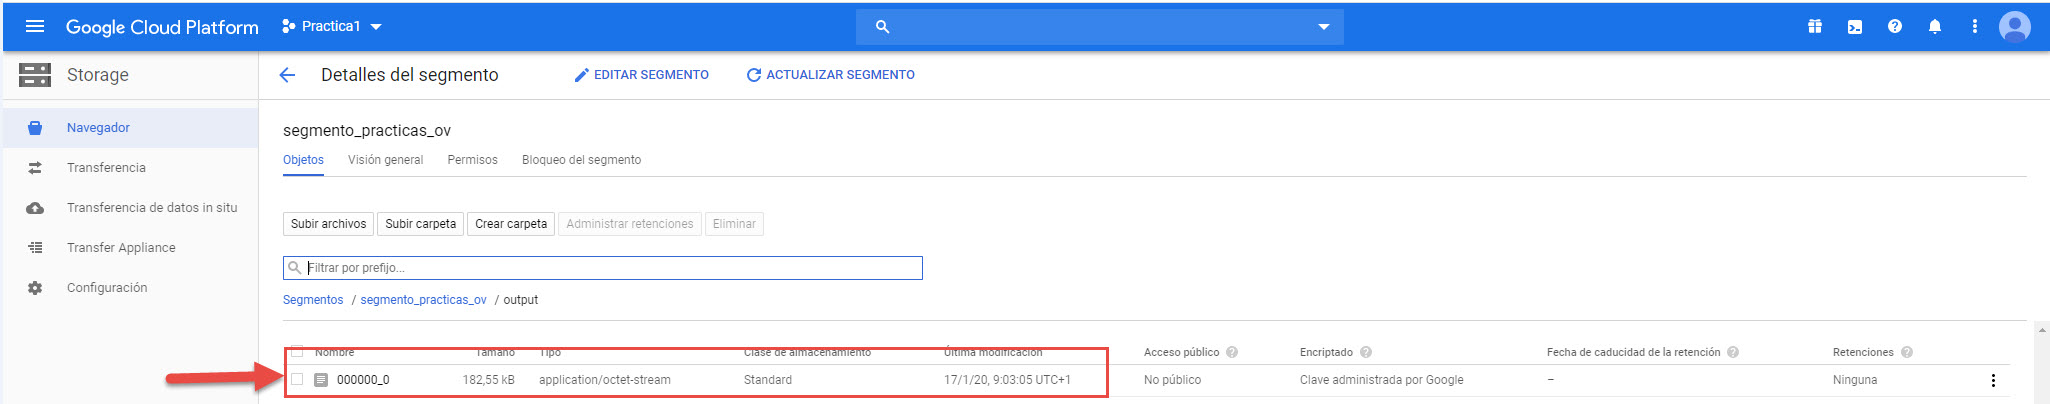 Google Cloud Platform Practica1
Storage
Detalles del segmento EDITAR SEGMENTO ACTUALIZAR SEGMENTO
Navegador
Transferencia
Transferencia de datos in situ
Transfer Appliance
Configuración
segmento_practicas_ov
Objetos Visión general Permisos Bloqueo del segmento
Subir archivos Subir carpeta Crear carpeta Administrar retenciones Eliminar
Filtrar por prefijo...
Segmentos / segmento_practicas_ov / output
Nombre Tamaño Tipo Clase de almacenamiento Última modificación Acceso público Encriptado Fecha de caducidad de la retención Retenciones
000000_0 182,55 kB application/octet-stream Standard 17/1/20, 9:03:05 UTC+1 No público Clave administrada por Google – Ninguna